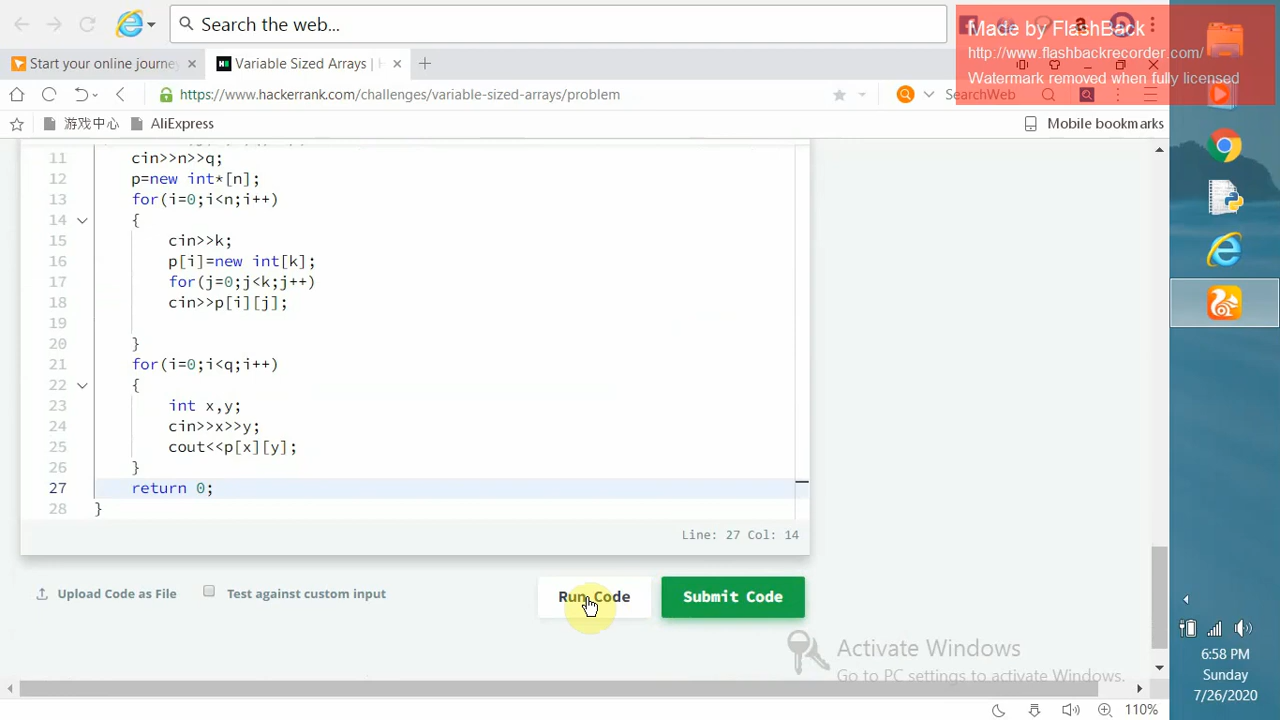 Search the web...
Made by FlashBack
http://www.flashbackrecorder.com/
Watermark removed when fully licensed
Start your online journey
Variable Sized Arrays | H
https://www.hackerrank.com/challenges/variable-sized-arrays/problem
SearchWeb
游戏中心
AliExpress
Mobile bookmarks
11 cin>>n>>q;
12 p=new int*[n];
13 for(i=0;i<n;i++)
14 {
15 cin>>k;
16 p[i]=new int[k];
17 for(j=0;j<k;j++)
18 cin>>p[i][j];
19
20 }
21 for(i=0;i<q;i++)
22 {
23 int x,y;
24 cin>>x>>y;
25 cout<<p[x][y];
26 }
27 return 0;
28 }
Line: 27 Col: 14
Upload Code as File
Test against custom input
Run Code
Submit Code
Activate Windows
Go to PC settings to activate Windows.
6:58 PM
Sunday
7/26/2020
110%